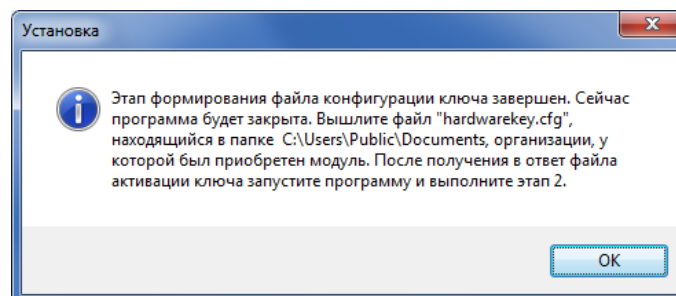 Установка
Этап формирования файла конфигурации ключа завершен. Сейчас
программа будет закрыта. Вышлите файл "hardwarekey.cfg",
находящийся в папке  C:\Users\Public\Documents, организации, у
которой был приобретен модуль. После получения в ответ файла
активации ключа запустите программу и выполните этап 2.
ОК